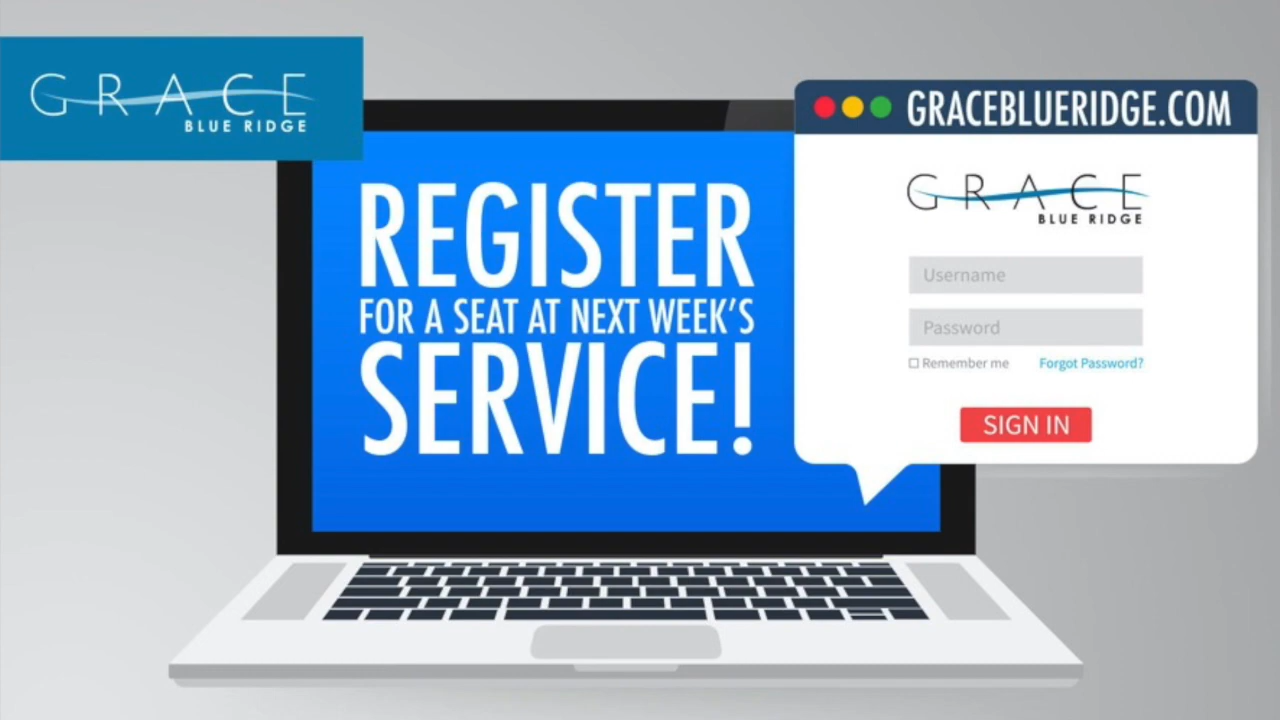 GRACE
BLUE RIDGE
REGISTER
FOR A SEAT AT NEXT WEEK'S
SERVICE!
GRACEBLUERIDGE.COM
GRACE
BLUE RIDGE
Username
Password
Remember me Forgot Password?
SIGN IN